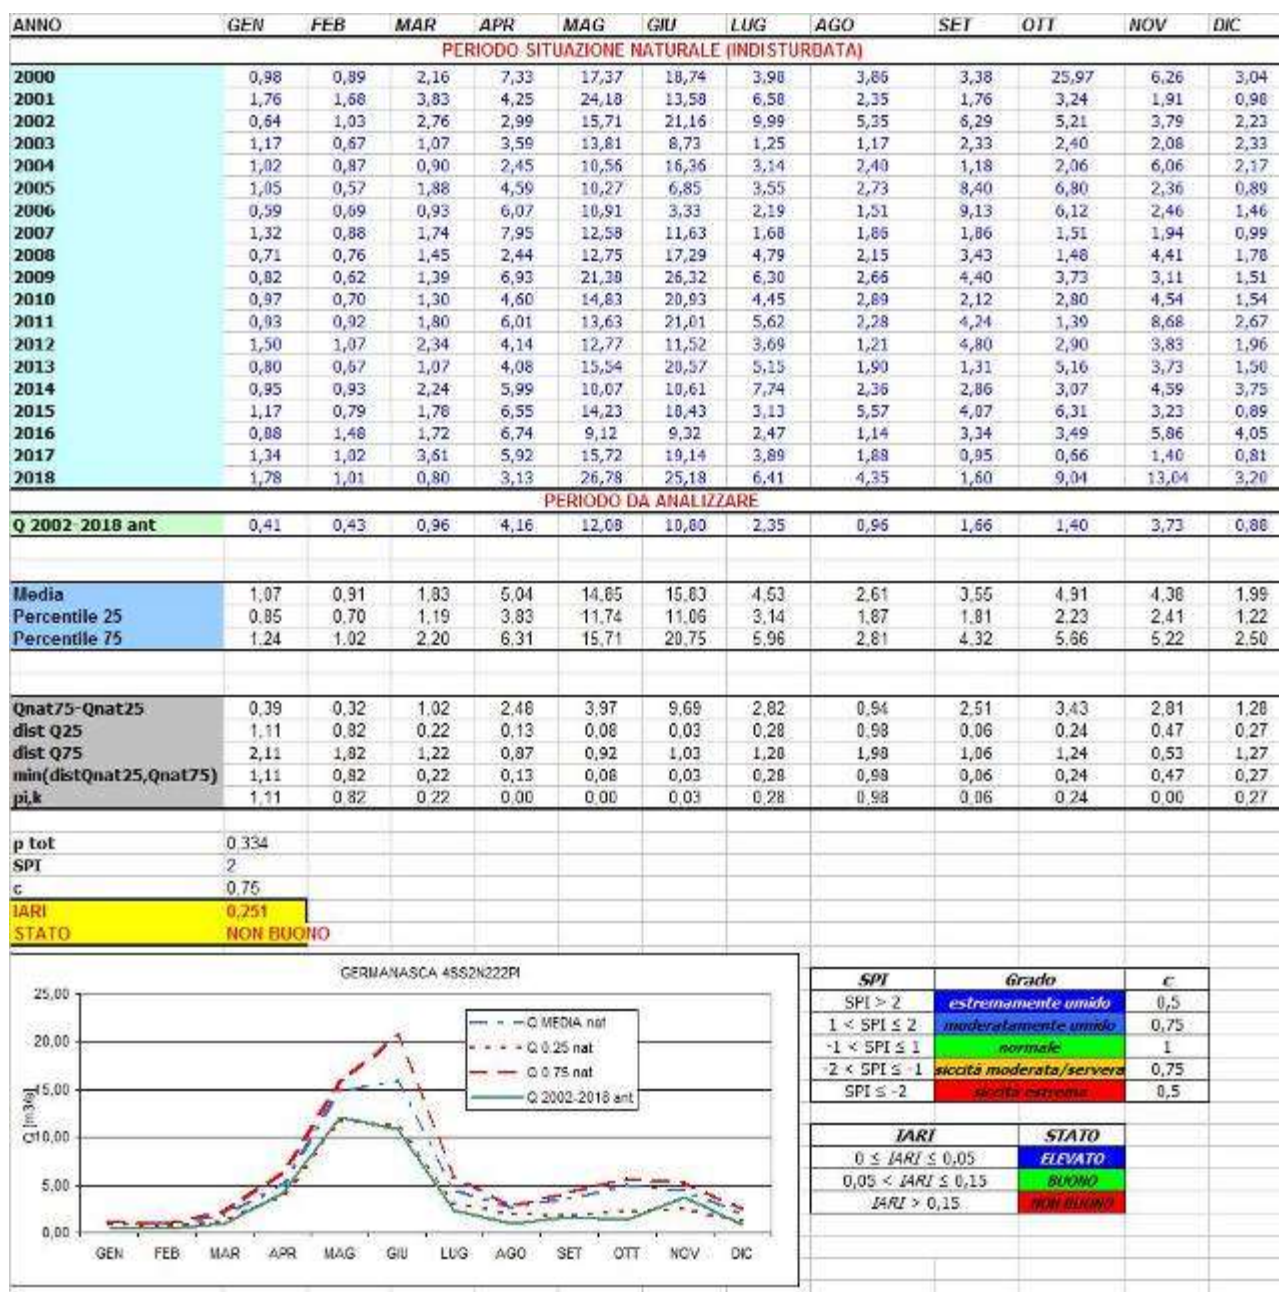 ANNO GEN FEB MAR APR MAG GIU LUG AGO SET OTT NOV DIC
PERIODO SITUAZIONE NATURALE (INDISTURBATA)
2000 0,98 0,89 2,16 7,33 17,37 18,74 3,98 3,86 3,38 25,97 6,26 3,04
2001 1,76 1,68 3,83 4,25 24,18 13,58 6,58 2,35 1,76 3,24 1,91 0,98
2002 0,64 1,03 2,76 2,99 15,71 21,16 9,99 5,35 6,29 5,21 3,79 2,23
2003 1,17 0,67 1,07 3,59 13,81 8,73 1,25 1,17 2,33 2,40 2,08 2,33
2004 1,02 0,87 0,90 2,45 10,56 16,36 3,14 2,40 1,18 2,06 6,06 2,17
2005 1,05 0,57 1,88 4,59 10,27 6,85 3,55 2,73 8,40 6,80 2,36 0,89
2006 0,59 0,69 0,93 6,07 10,91 3,33 2,19 1,51 9,13 6,12 2,46 1,46
2007 1,32 0,88 1,74 7,95 12,58 11,63 1,68 1,86 1,86 1,51 1,94 0,99
2008 0,71 0,76 1,45 2,44 12,75 17,29 4,79 2,15 3,43 1,48 4,41 1,78
2009 0,82 0,62 1,39 6,93 21,38 26,32 6,30 2,66 4,40 3,73 3,11 1,51
2010 0,97 0,70 1,30 4,60 14,83 20,93 4,45 2,89 2,12 2,80 4,54 1,54
2011 0,93 0,92 1,80 6,01 13,63 21,01 5,62 2,28 4,24 1,39 8,68 2,67
2012 1,50 1,07 2,34 4,14 12,77 11,52 3,69 1,21 4,80 2,90 3,83 1,96
2013 0,80 0,67 1,07 4,08 15,54 20,57 5,15 1,90 1,31 5,16 3,73 1,50
2014 0,95 0,93 2,24 5,99 10,07 10,61 7,74 2,36 2,86 3,07 4,59 3,75
2015 1,17 0,79 1,78 6,55 14,23 18,43 3,13 5,57 4,07 6,31 3,23 0,89
2016 0,88 1,48 1,72 6,74 9,12 9,32 2,47 1,14 3,34 3,49 5,86 4,05
2017 1,34 1,02 3,61 5,92 15,72 19,14 3,89 1,88 0,95 0,66 1,40 0,81
2018 1,78 1,01 0,80 3,13 26,78 25,18 6,41 4,35 1,60 9,04 13,04 3,20
PERIODO DA ANALIZZARE
Q 2002-2018 ant 0,41 0,43 0,96 4,16 12,08 10,80 2,35 0,96 1,66 1,40 3,73 0,88
Media 1,07 0,91 1,83 5,04 14,85 15,83 4,53 2,61 3,55 4,91 4,38 1,99
Percentile 25 0,85 0,70 1,19 3,83 11,74 11,06 3,14 1,87 1,81 2,23 2,41 1,22
Percentile 75 1,24 1,02 2,20 6,31 15,71 20,75 5,96 2,81 4,32 5,66 5,22 2,50
Qnat75-Qnat25 0,39 0,32 1,02 2,48 3,97 9,69 2,82 0,94 2,51 3,43 2,81 1,28
dist Q25 1,11 0,82 0,22 0,13 0,08 0,03 0,28 0,98 0,06 0,24 0,47 0,27
dist Q75 2,11 1,82 1,22 0,87 0,92 1,03 1,28 1,98 1,06 1,24 0,53 1,27
min(distQnat25,Qnat75) 1,11 0,82 0,22 0,13 0,08 0,03 0,28 0,98 0,06 0,24 0,47 0,27
pi,k 1,11 0,82 0,22 0,00 0,00 0,03 0,28 0,98 0,06 0,24 0,00 0,27
p tot 0,334
SPI 2
c 0,75
IARI 0,251
STATO NON BUONO
GERMANASCA 4SS2N222PI
25,00
20,00
15,00
10,00
5,00
0,00
Q [m3/s]
Q MEDIA nat
Q 0.25 nat
Q 0.75 nat
Q 2002-2018 ant
GEN FEB MAR APR MAG GIU LUG AGO SET OTT NOV DIC
SPI Grado c
SPI > 2 estremamente umido 0,5
1 < SPI ≤ 2 moderatamente umido 0,75
-1 < SPI ≤ 1 normale 1
-2 < SPI ≤ -1 siccità moderata/servera 0,75
SPI ≤ -2 siccità estrema 0,5
IARI STATO
0 ≤ IARI ≤ 0,05 ELEVATO
0,05 < IARI ≤ 0,15 BUONO
IARI > 0,15 NON BUONO